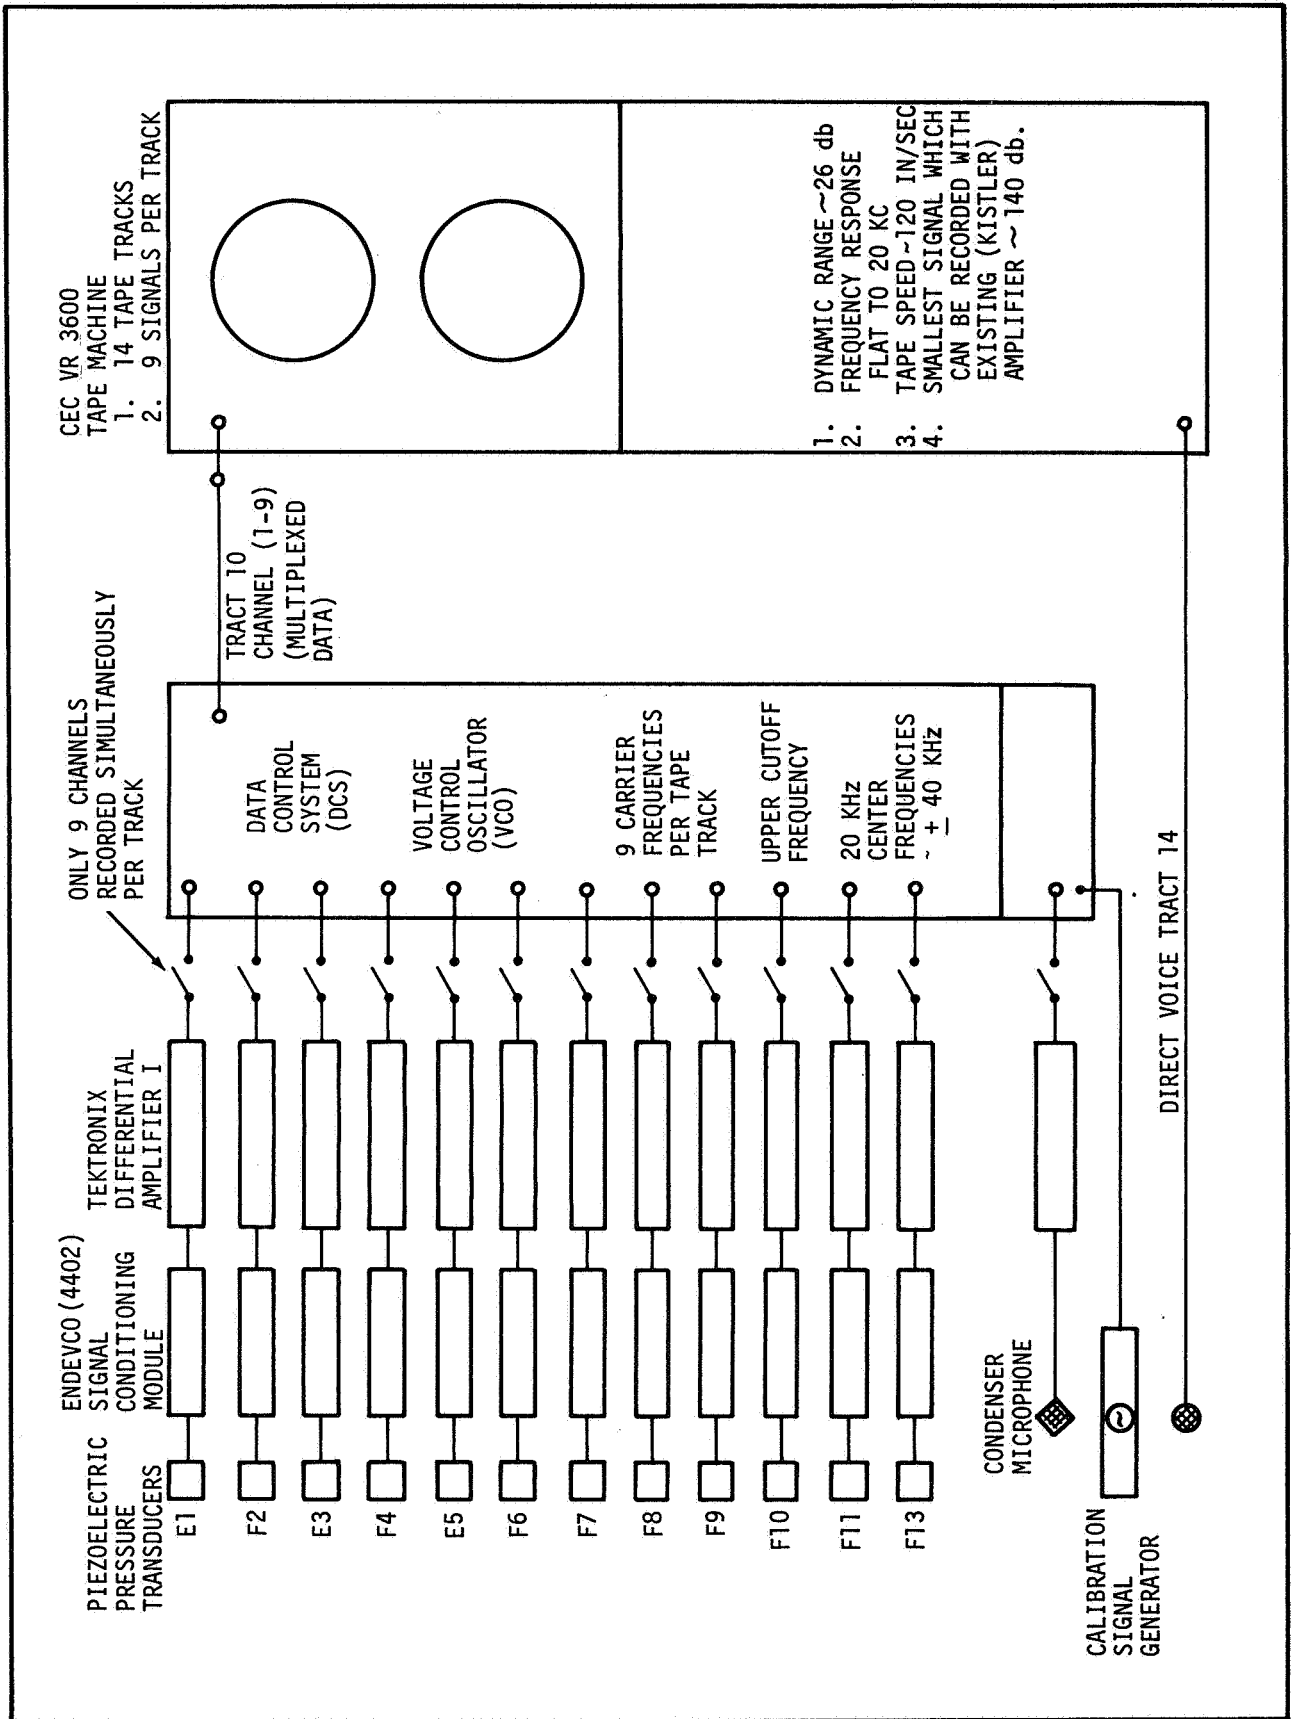 PIEZOELECTRIC
PRESSURE
TRANSDUCERS
ENDEVCO (4402)
SIGNAL
CONDITIONING
MODULE
TEKTRONIX
DIFFERENTIAL
AMPLIFIER I
ONLY 9 CHANNELS
RECORDED SIMULTANEOUSLY
PER TRACK
CEC VR 3600
TAPE MACHINE
1. 14 TAPE TRACKS
2. 9 SIGNALS PER TRACK
E1
F2
E3
F4
E5
F6
F7
F8
F9
F10
F11
F13
DATA
CONTROL
SYSTEM
(DCS)
VOLTAGE
CONTROL
OSCILLATOR
(VCO)
9 CARRIER
FREQUENCIES
PER TAPE
TRACK
UPPER CUTOFF
FREQUENCY
20 KHz
CENTER
FREQUENCIES
~ ± 40 KHz
TRACT 10
CHANNEL (1-9)
(MULTIPLEXED
DATA)
1. DYNAMIC RANGE~26 db
2. FREQUENCY RESPONSE
FLAT TO 20 KC
3. TAPE SPEED~120 IN/SEC
4. SMALLEST SIGNAL WHICH
CAN BE RECORDED WITH
EXISTING (KISTLER)
AMPLIFIER ~ 140 db.
CONDENSER
MICROPHONE
~
CALIBRATION
SIGNAL
GENERATOR
DIRECT VOICE TRACT 14